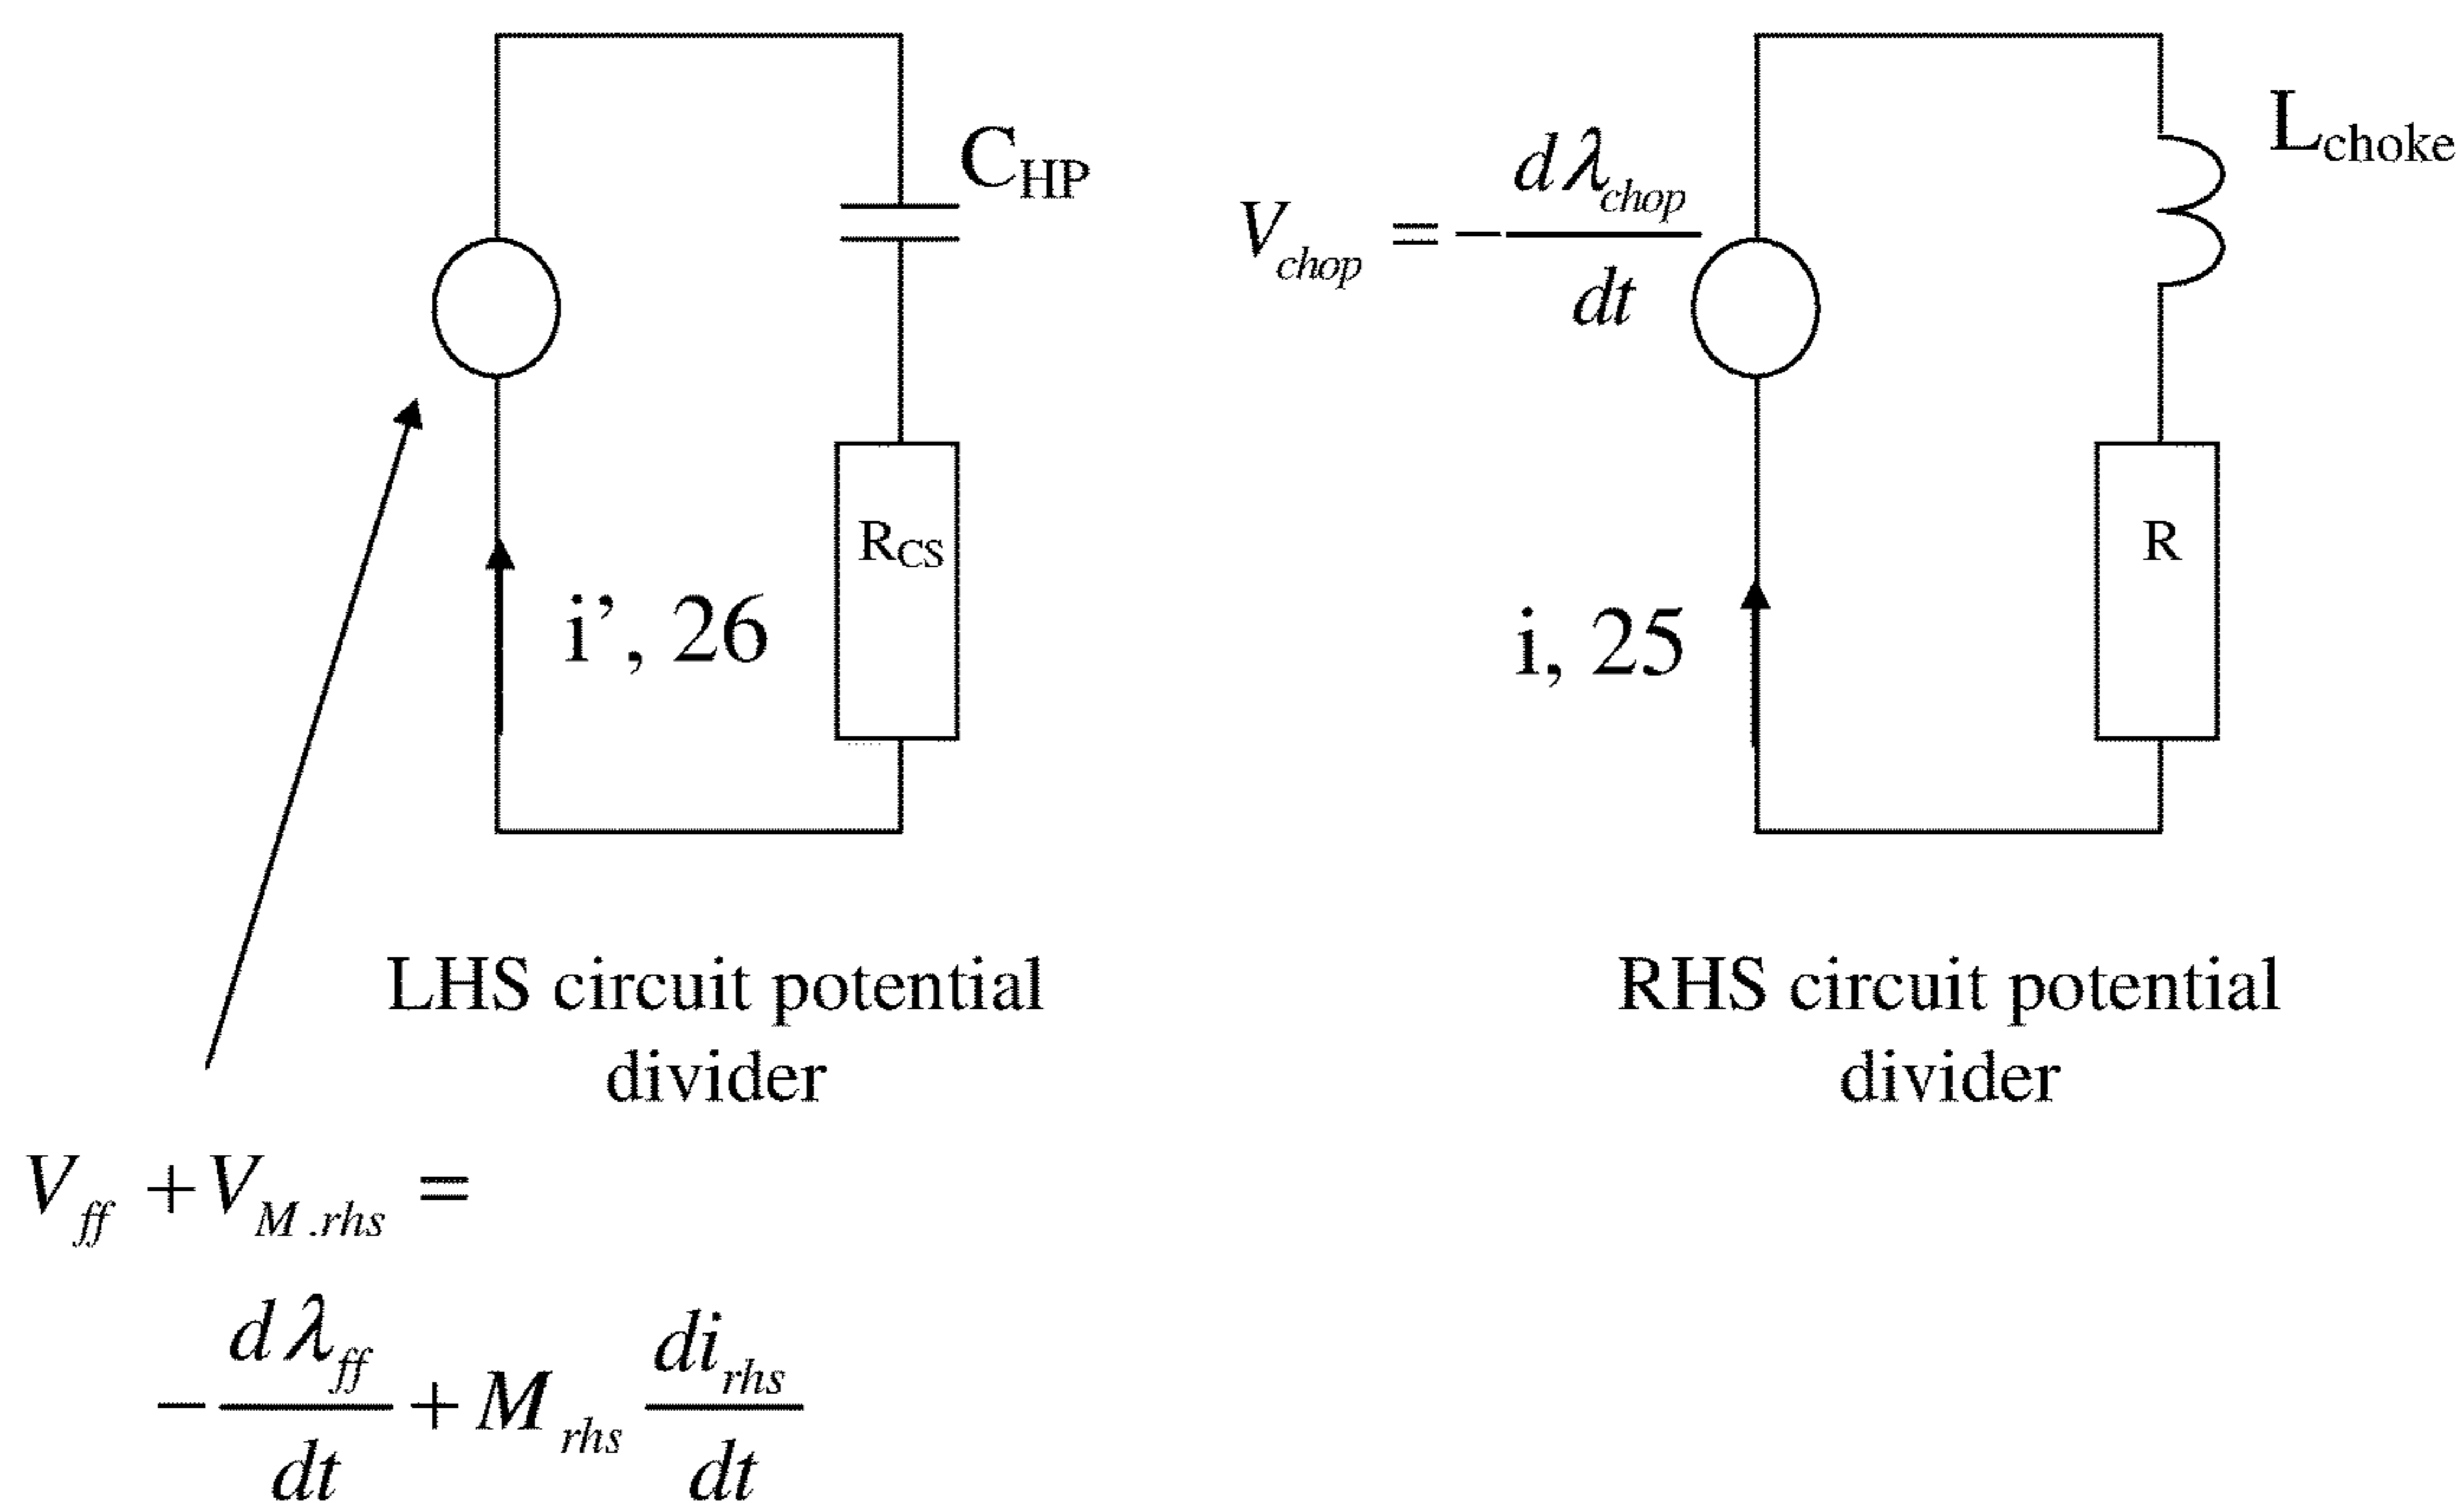 C_HP
R_CS
i’, 26
LHS circuit potential
divider
V_ff + V_M.rhs ≡
- dλ_ff/dt + M_rhs di_rhs/dt
V_chop ≡ - dλ_chop/dt
L_choke
R
i, 25
RHS circuit potential
divider